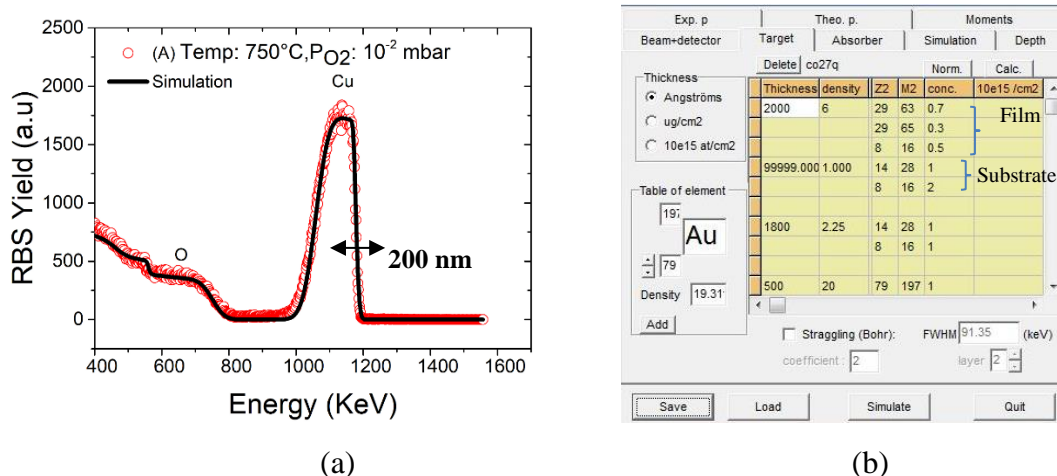 (A) Temp: 750°C,PO2: 10-2 mbar
Simulation
Cu
O
200 nm
RBS Yield (a.u)
2500
2000
1500
1000
500
0
400 600 800 1000 1200 1400 1600
Energy (KeV)
(a)
Exp. p Theo. p. Moments
Beam+detector Target Absorber Simulation Depth
Delete co27q Norm. Calc.
Thickness
Angströms
ug/cm2
10e15 at/cm2
Table of element
197
Au
79
Density 19.31
Add
Thickness density Z2 M2 conc. 10e15 /cm2
2000 6 29 63 0.7
29 65 0.3
8 16 0.5
Film
99999.000 1.000 14 28 1
8 16 2
Substrate
1800 2.25 14 28 1
8 16 1
500 20 79 197 1
Straggling (Bohr): FWHM 91.35 (keV)
coefficient : 2 layer 2
Save Load Simulate Quit
(b)